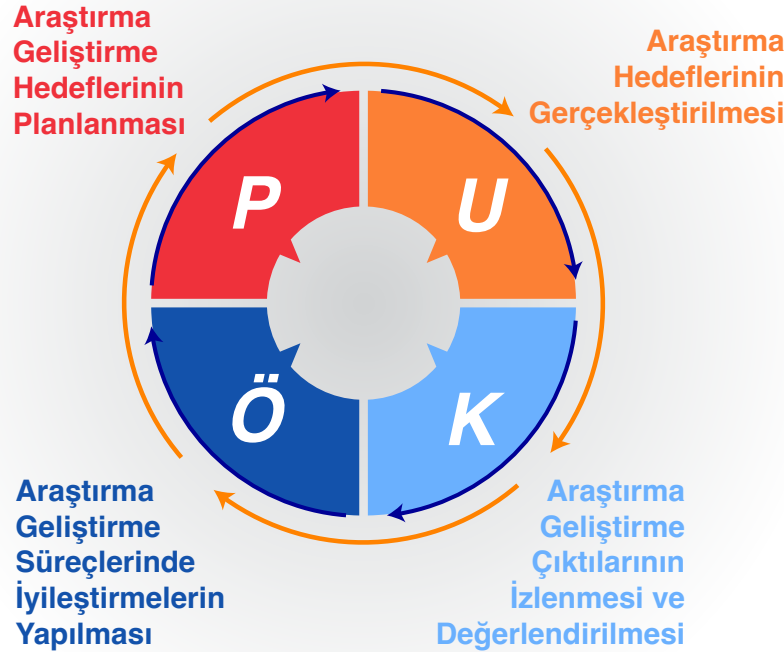 Araştırma
Geliştirme
Hedeflerinin
Planlanması
Araştırma
Hedeflerinin
Gerçekleştirilmesi
P
U
Ö
K
Araştırma
Geliştirme
Süreçlerinde
İyileştirmelerin
Yapılması
Araştırma
Geliştirme
Çıktılarının
İzlenmesi ve
Değerlendirilmesi